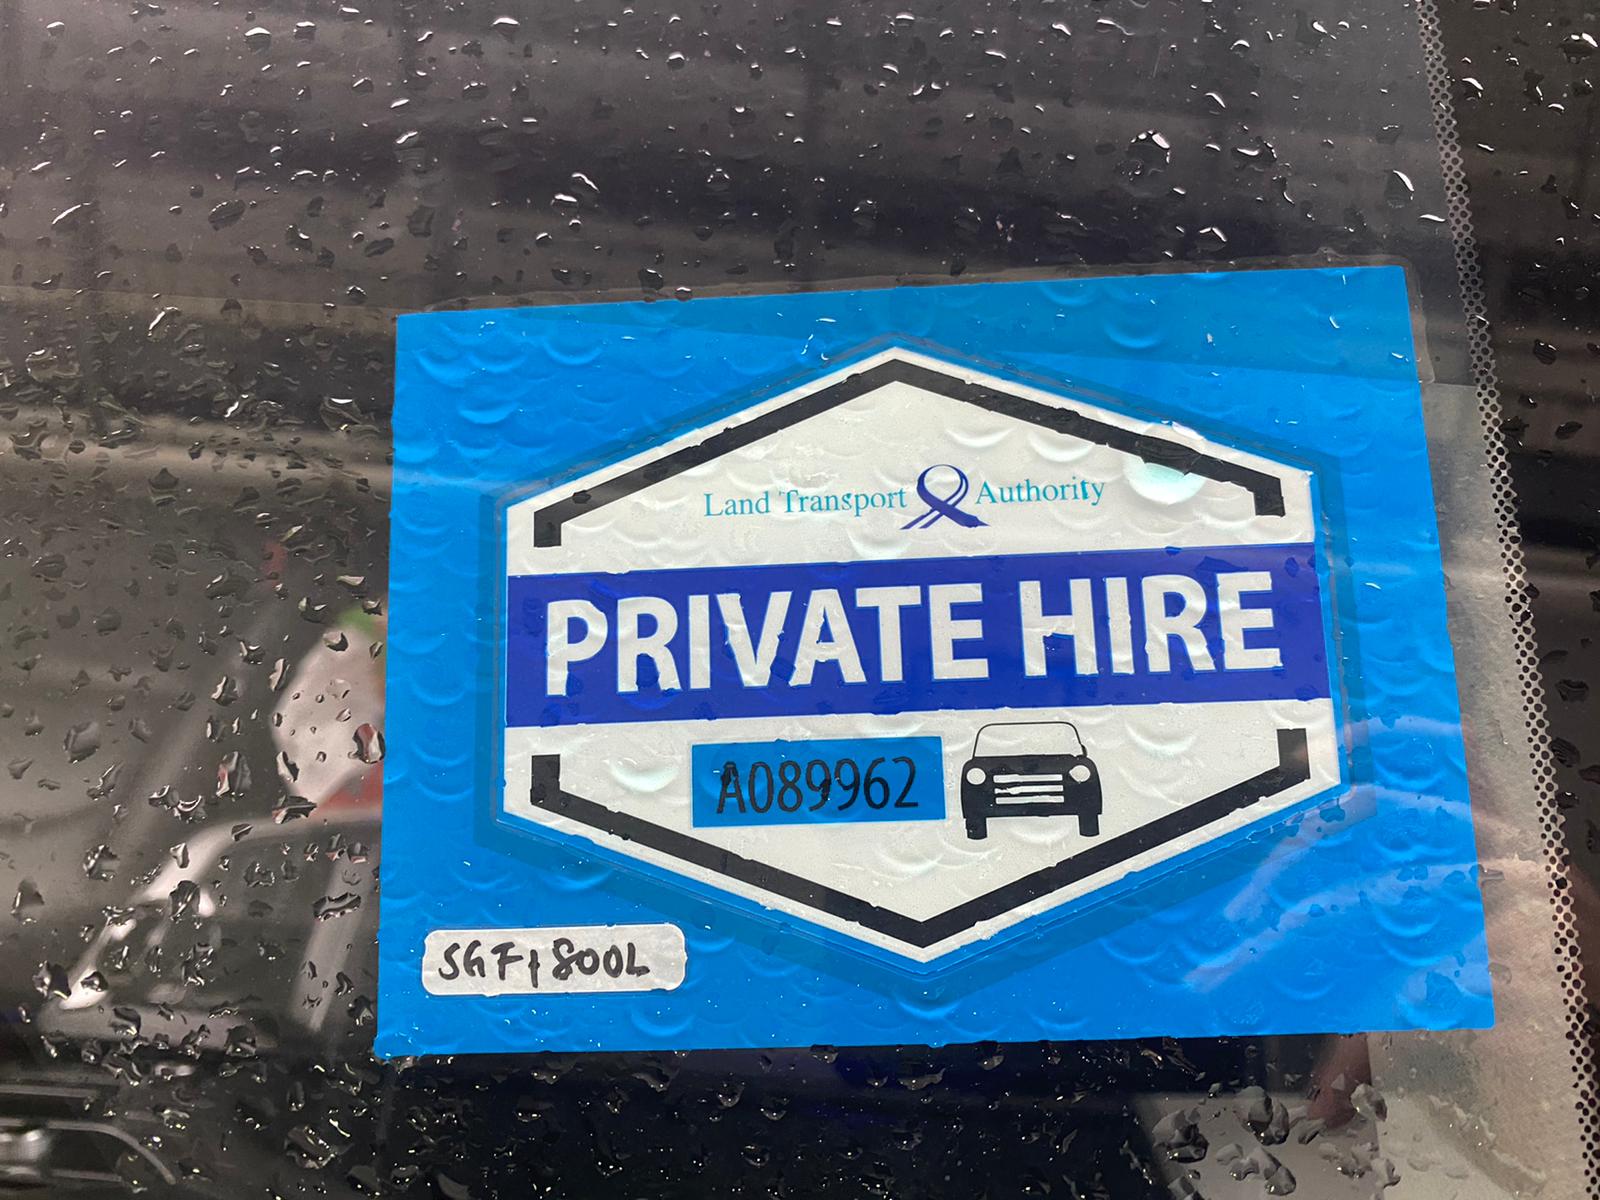 Land Transport Authority
PRIVATE HIRE
A089962
SGF1800L